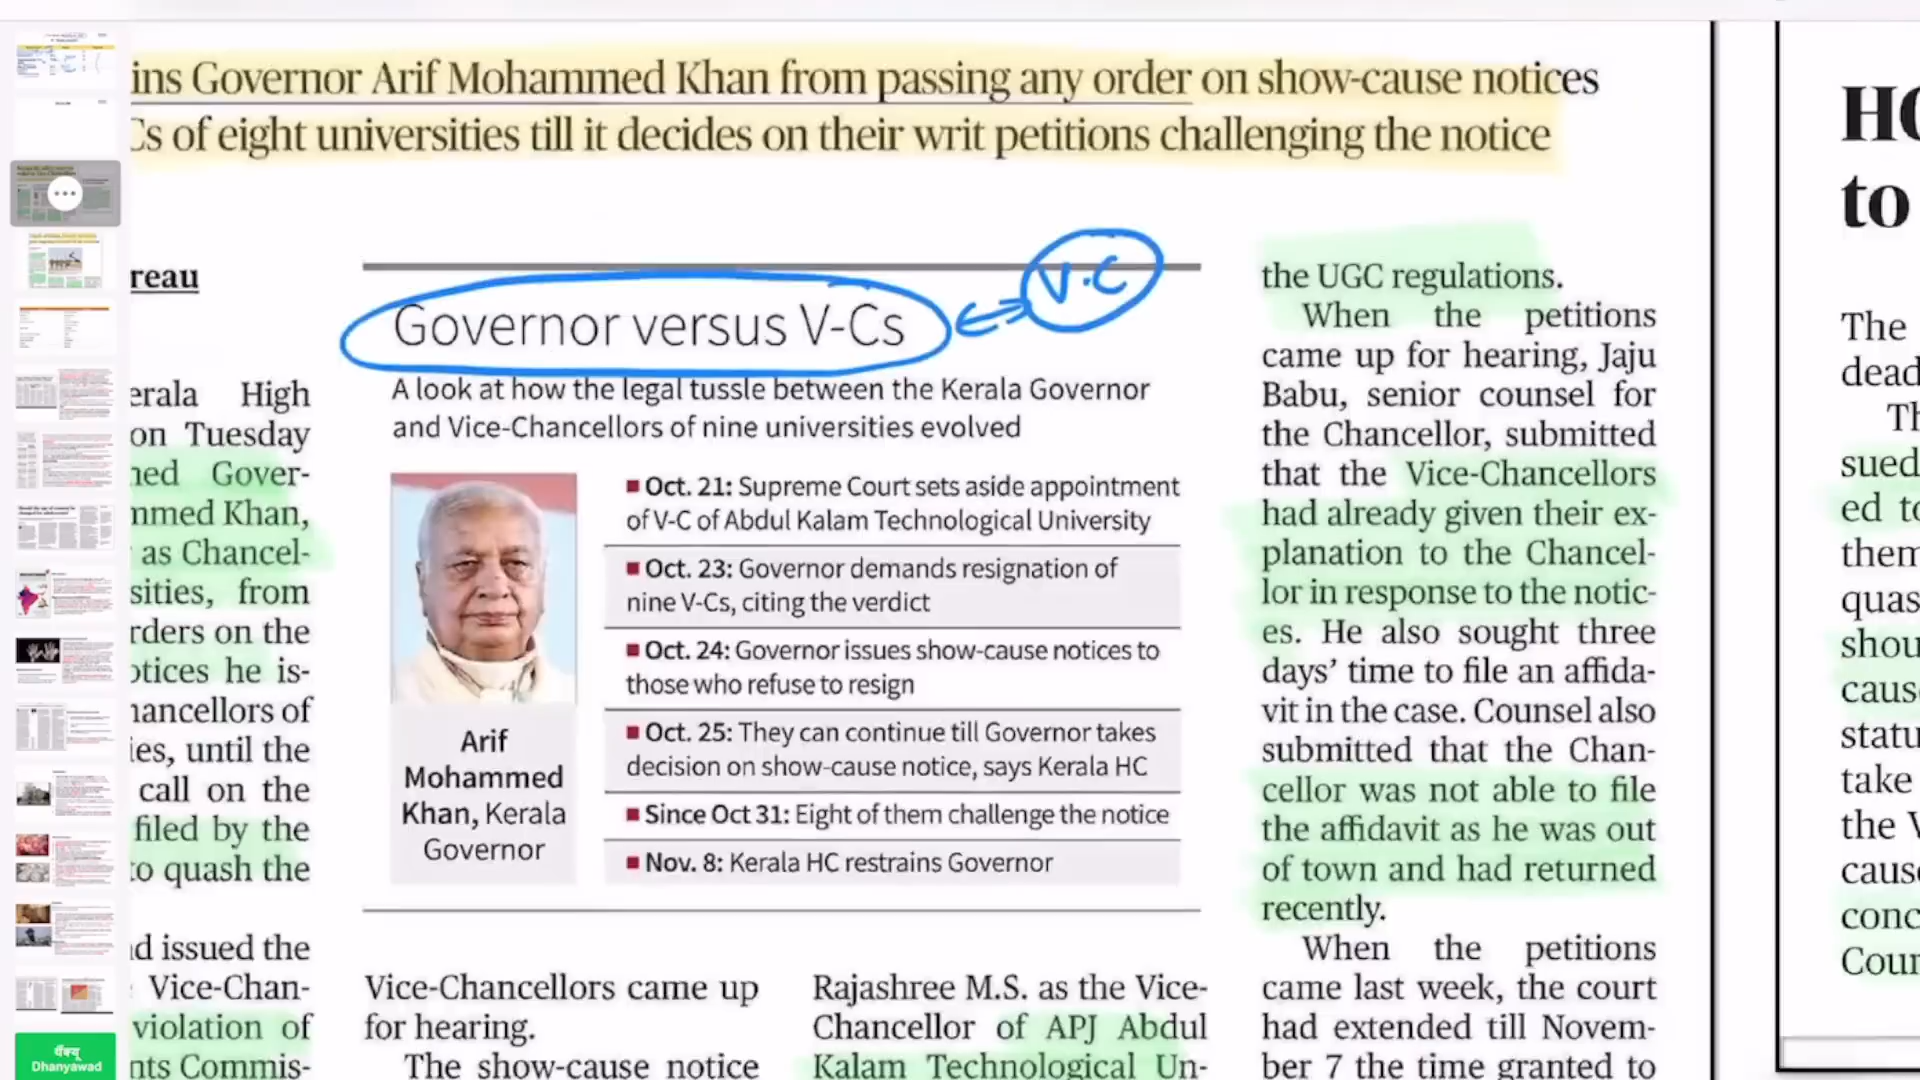 ins Governor Arif Mohammed Khan from passing any order on show-cause notices
Cs of eight universities till it decides on their writ petitions challenging the notice
reau
erala High
on Tuesday
ned Gover-
mmed Khan,
as Chancel-
sities, from
rders on the
otices he is-
nancellors of
ies, until the
call on the
filed by the
to quash the
d issued the
Vice-Chan-
violation of
nts Commis-
Governor versus V-Cs
V.C
A look at how the legal tussle between the Kerala Governor
and Vice-Chancellors of nine universities evolved
Arif
Mohammed
Khan, Kerala
Governor
Oct. 21: Supreme Court sets aside appointment
of V-C of Abdul Kalam Technological University
Oct. 23: Governor demands resignation of
nine V-Cs, citing the verdict
Oct. 24: Governor issues show-cause notices to
those who refuse to resign
Oct. 25: They can continue till Governor takes
decision on show-cause notice, says Kerala HC
Since Oct 31: Eight of them challenge the notice
Nov. 8: Kerala HC restrains Governor
Vice-Chancellors came up
for hearing.
The show-cause notice
Rajashree M.S. as the Vice-
Chancellor of APJ Abdul
Kalam Technological Un-
the UGC regulations.
When the petitions
came up for hearing, Jaju
Babu, senior counsel for
the Chancellor, submitted
that the Vice-Chancellors
had already given their ex-
planation to the Chancel-
lor in response to the notic-
es. He also sought three
days' time to file an affida-
vit in the case. Counsel also
submitted that the Chan-
cellor was not able to file
the affidavit as he was out
of town and had returned
recently.
When the petitions
came last week, the court
had extended till Novem-
ber 7 the time granted to
HC
to
The
dead
Th
sued
ed to
them
quas
shou
cause
statu
take
the V
cause
conc
Cour
थैंक्यू
Dhanyawad